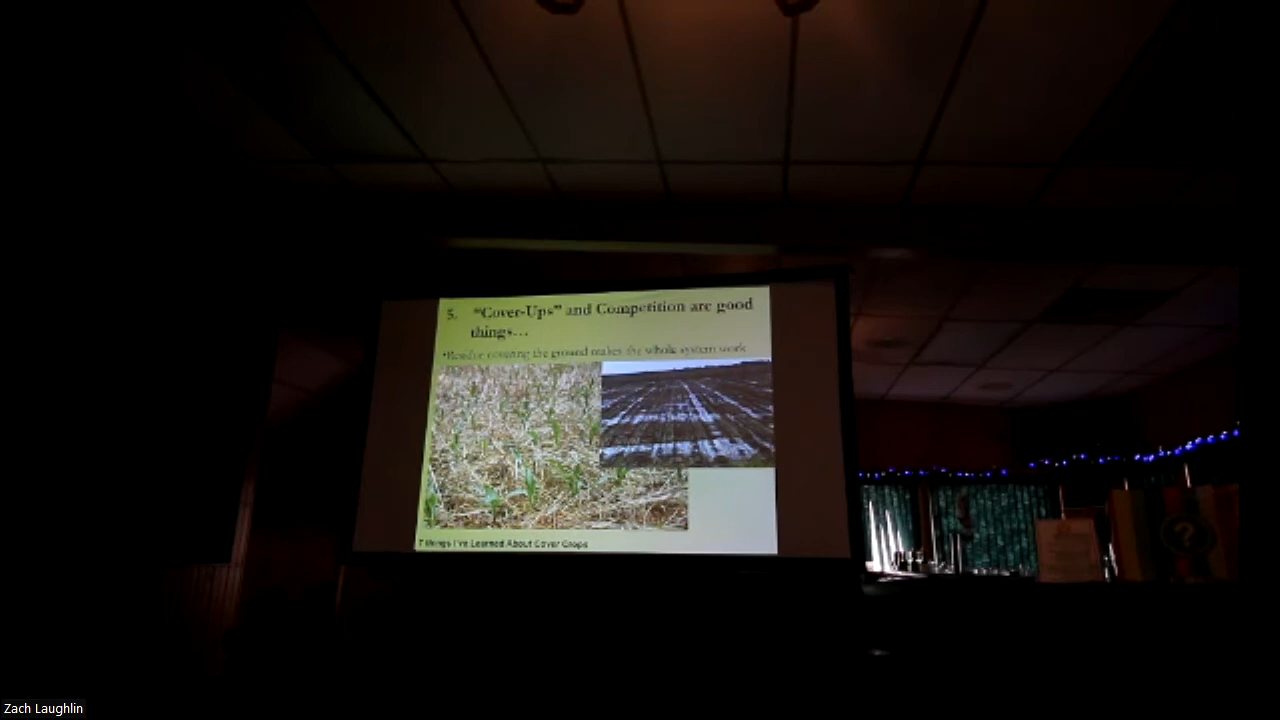 5. "Cover-Ups" and Competition are good
things...
•Residue covering the ground makes the whole system work
7 Things I've Learned About Cover Crops
?
Zach Laughlin